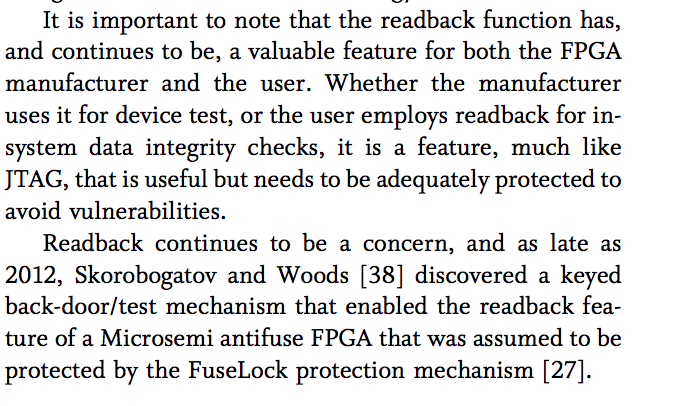 It is important to note that the readback function has,
and continues to be, a valuable feature for both the FPGA
manufacturer and the user. Whether the manufacturer
uses it for device test, or the user employs readback for in-
system data integrity checks, it is a feature, much like
JTAG, that is useful but needs to be adequately protected to
avoid vulnerabilities.
Readback continues to be a concern, and as late as
2012, Skorobogatov and Woods [38] discovered a keyed
back-door/test mechanism that enabled the readback fea-
ture of a Microsemi antifuse FPGA that was assumed to be
protected by the FuseLock protection mechanism [27].